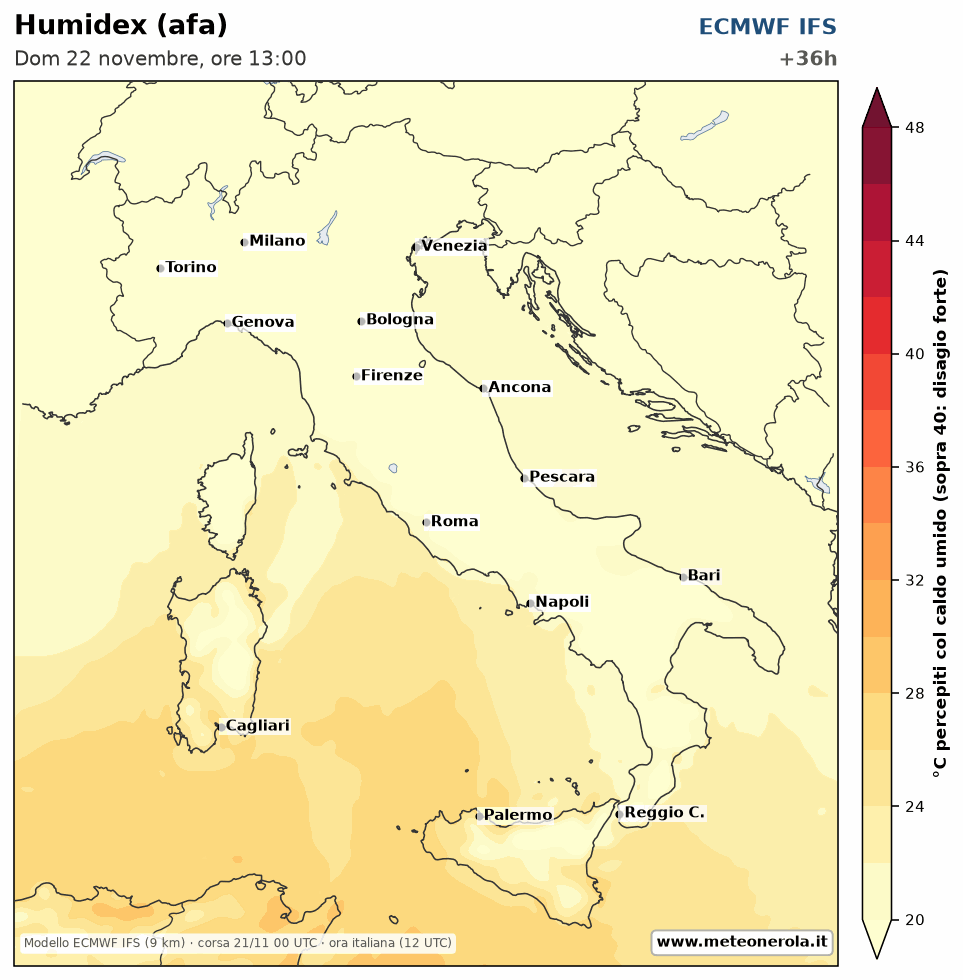 Humidex (afa)
ECMWF IFS
Dom 22 novembre, ore 13:00
+36h
48
44
40
36
32
28
24
20
°C percepiti col caldo umido (sopra 40: disagio forte)
Milano
Venezia
Torino
Genova
Bologna
Firenze
Ancona
Pescara
Roma
Bari
Napoli
Cagliari
Palermo
Reggio C.
Modello ECMWF IFS (9 km) · corsa 21/11 00 UTC · ora italiana (12 UTC)
www.meteonerola.it